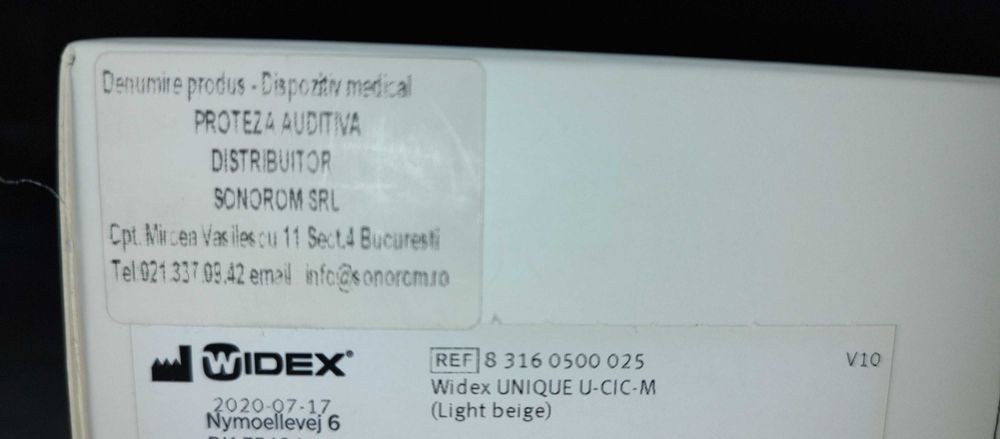 Denumire produs - Dispozitiv medical
PROTEZA AUDITIVA
DISTRIBUITOR
SONOROM SRL
Cpt. Mircea Vasilescu 11 Sect.4 Bucuresti
Tel:021.337.09.42 email info@sonorom.ro
WIDEX®
REF 8 316 0500 025
V10
Widex UNIQUE U-CIC-M
2020-07-17
(Light beige)
Nymoellevej 6